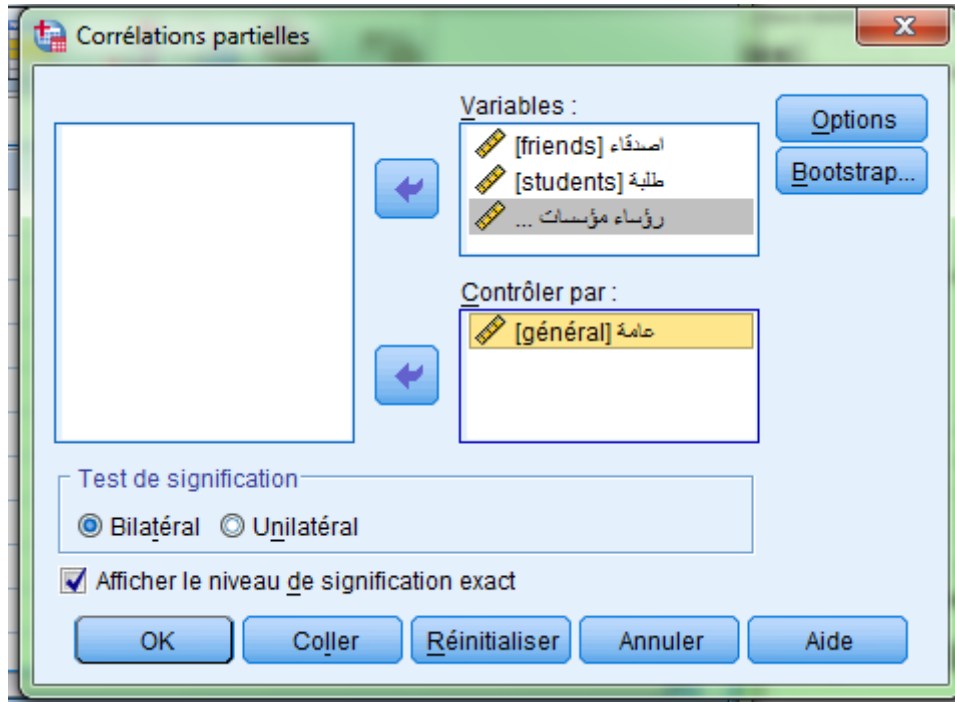 Corrélations partielles
Variables :
اصدقاء [friends]
طلبة [students]
رؤساء مؤسسات ...
Options
Bootstrap...
Contrôler par :
عامة [général]
Test de signification
Bilatéral Unilatéral
Afficher le niveau de signification exact
OK Coller Réinitialiser Annuler Aide